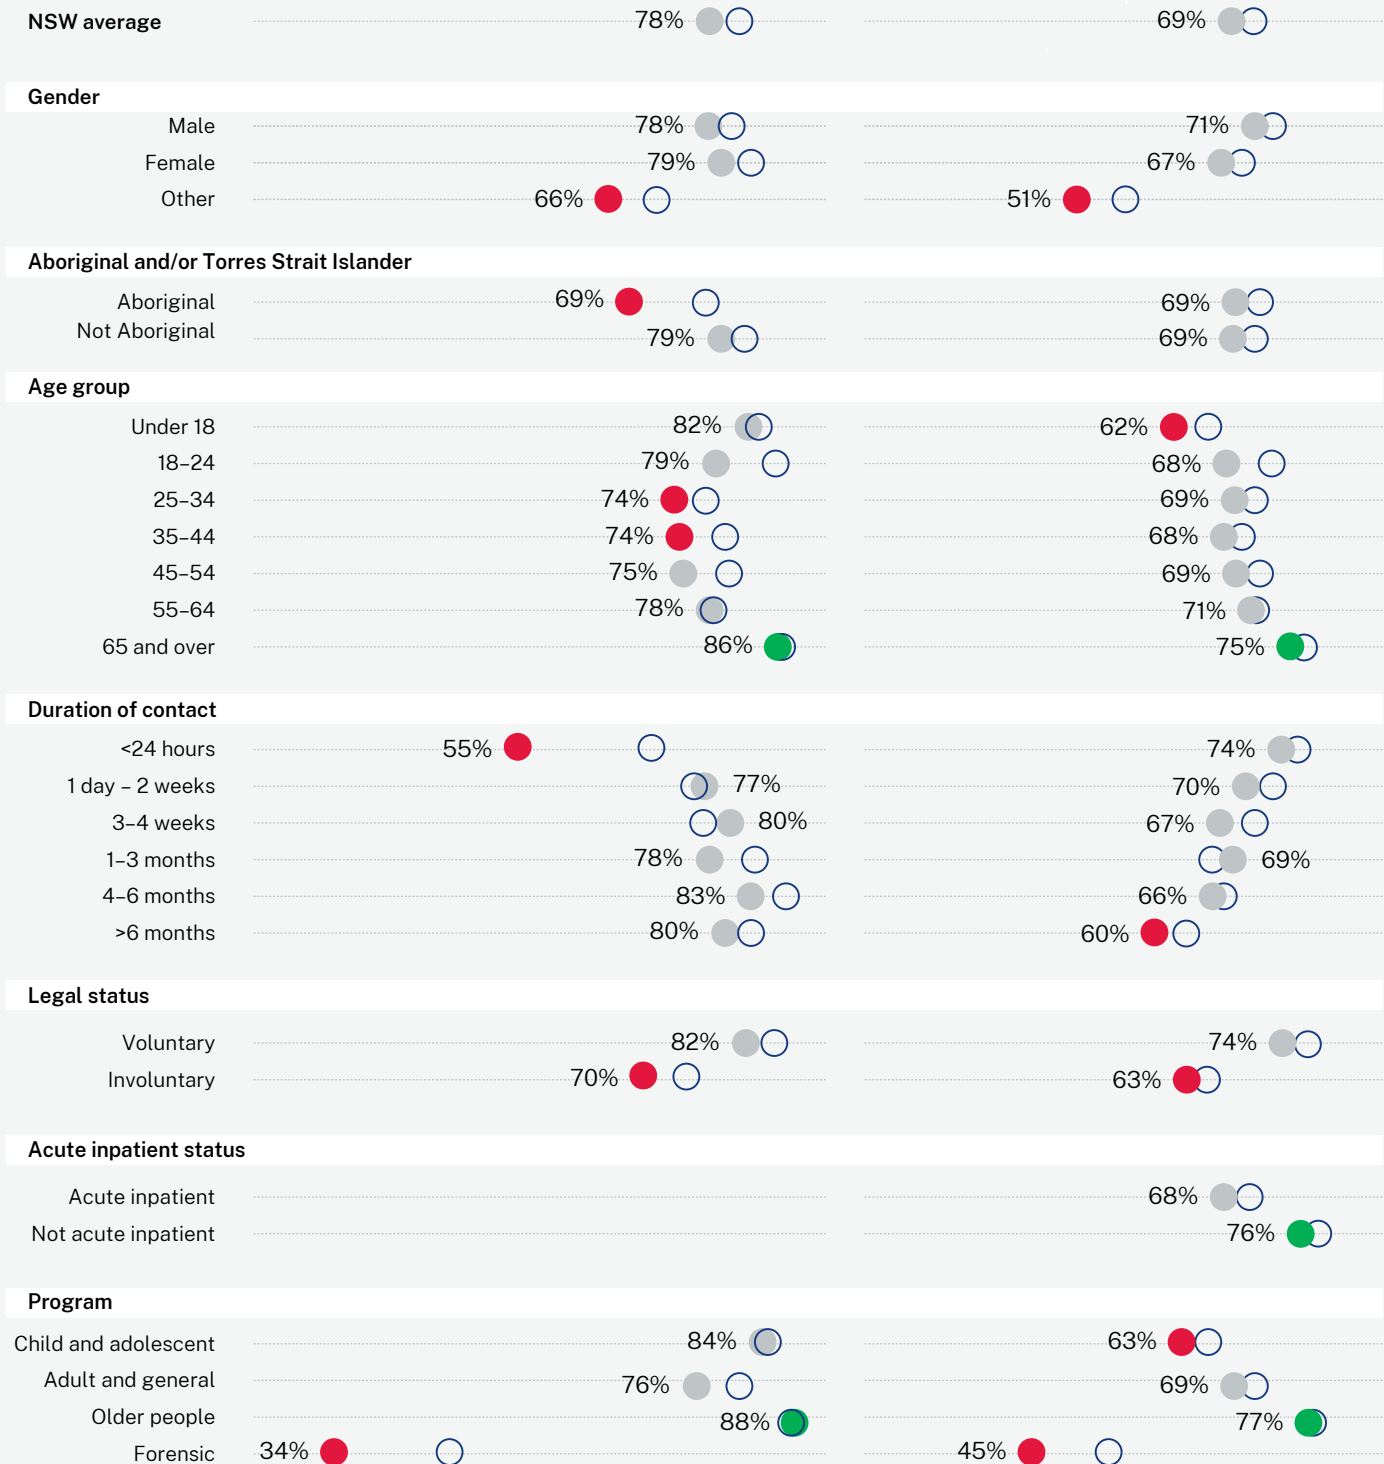 NSW average 78% 69%
Gender
Male 78% 71%
Female 79% 67%
Other 66% 51%
Aboriginal and/or Torres Strait Islander
Aboriginal 69% 69%
Not Aboriginal 79% 69%
Age group
Under 18 82% 62%
18–24 79% 68%
25–34 74% 69%
35–44 74% 68%
45–54 75% 69%
55–64 78% 71%
65 and over 86% 75%
Duration of contact
<24 hours 55% 74%
1 day – 2 weeks 77% 70%
3–4 weeks 80% 67%
1–3 months 78% 69%
4–6 months 83% 66%
>6 months 80% 60%
Legal status
Voluntary 82% 74%
Involuntary 70% 63%
Acute inpatient status
Acute inpatient 68%
Not acute inpatient 76%
Program
Child and adolescent 84% 63%
Adult and general 76% 69%
Older people 88% 77%
Forensic 34% 45%